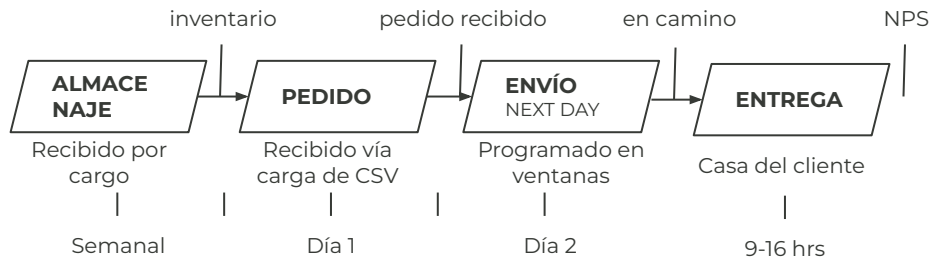 inventario
pedido recibido
en camino
NPS
ALMACE
NAJE
PEDIDO
ENVÍO
NEXT DAY
ENTREGA
Recibido por
cargo
Recibido vía
carga de CSV
Programado en
ventanas
Casa del cliente
Semanal
Día 1
Día 2
9-16 hrs